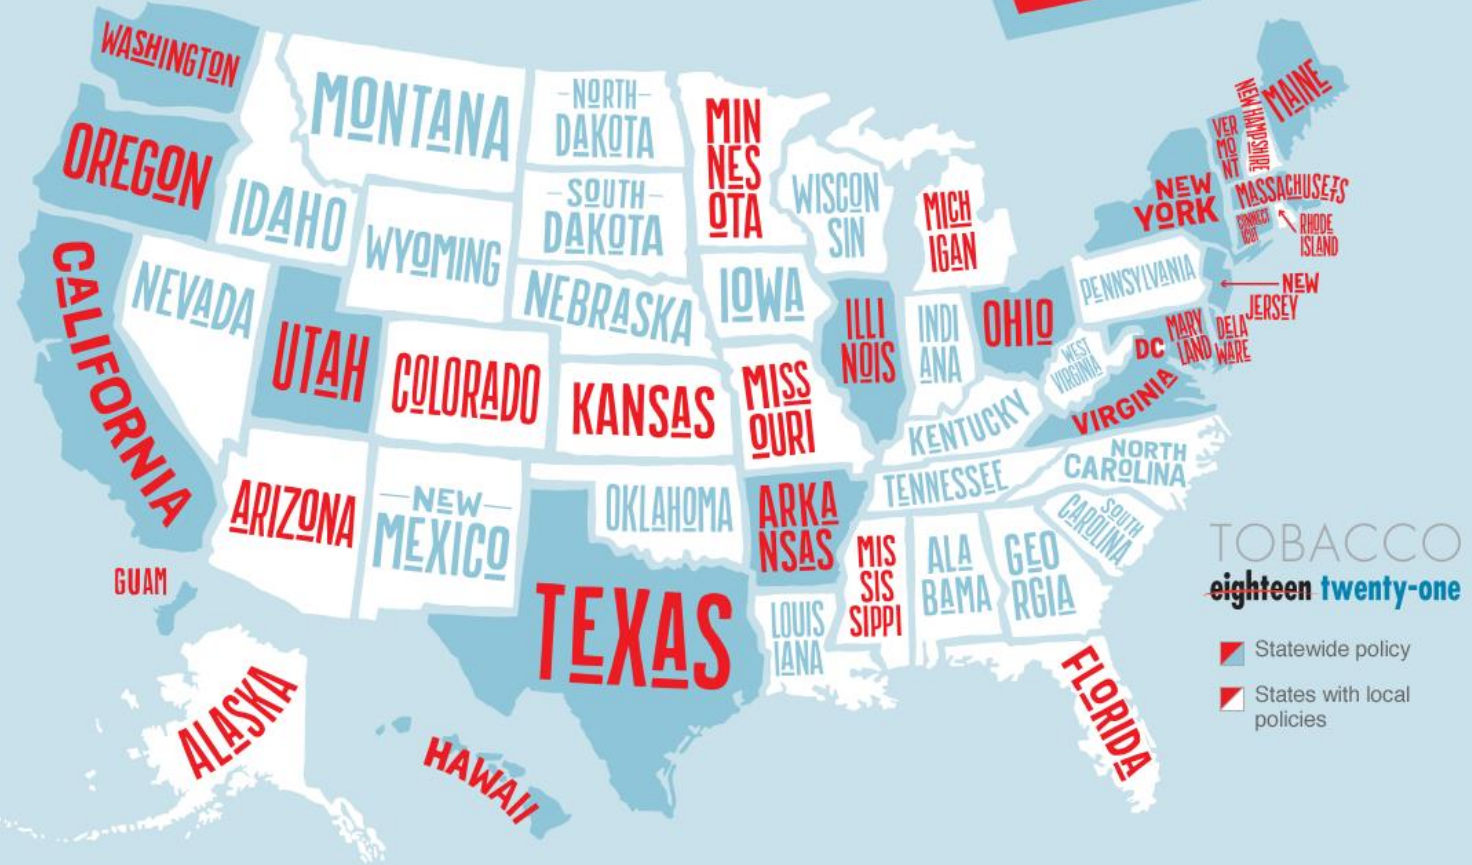 WASHINGTON
OREGON
CALIFORNIA
NEVADA
IDAHO
MONTANA
WYOMING
UTAH
COLORADO
ARIZONA
NEW
MEXICO
NORTH
DAKOTA
SOUTH
DAKOTA
NEBRASKA
KANSAS
OKLAHOMA
TEXAS
MIN
NES
OTA
IOWA
MISS
OURI
ARKA
NSAS
LOUIS
IANA
WISCON
SIN
ILLI
NOIS
MICH
IGAN
INDI
ANA
OHIO
KENTUCKY
TENNESSEE
MIS
SIS
SIPPI
ALA
BAMA
GEO
RGIA
FLORIDA
SOUTH
CAROLINA
NORTH
CAROLINA
VIRGINIA
WEST
VIRGINIA
DC
MARY
LAND
DELA
WARE
PENNSYLVANIA
NEW
JERSEY
NEW
YORK
CONNECT
ICUT
RHODE
ISLAND
MASSACHUSETS
VER
MO
NT
NEW HAMPSHIRE
MAINE
GUAM
ALASKA
HAWAII
TOBACCO
eighteen twenty-one
Statewide policy
States with local
policies